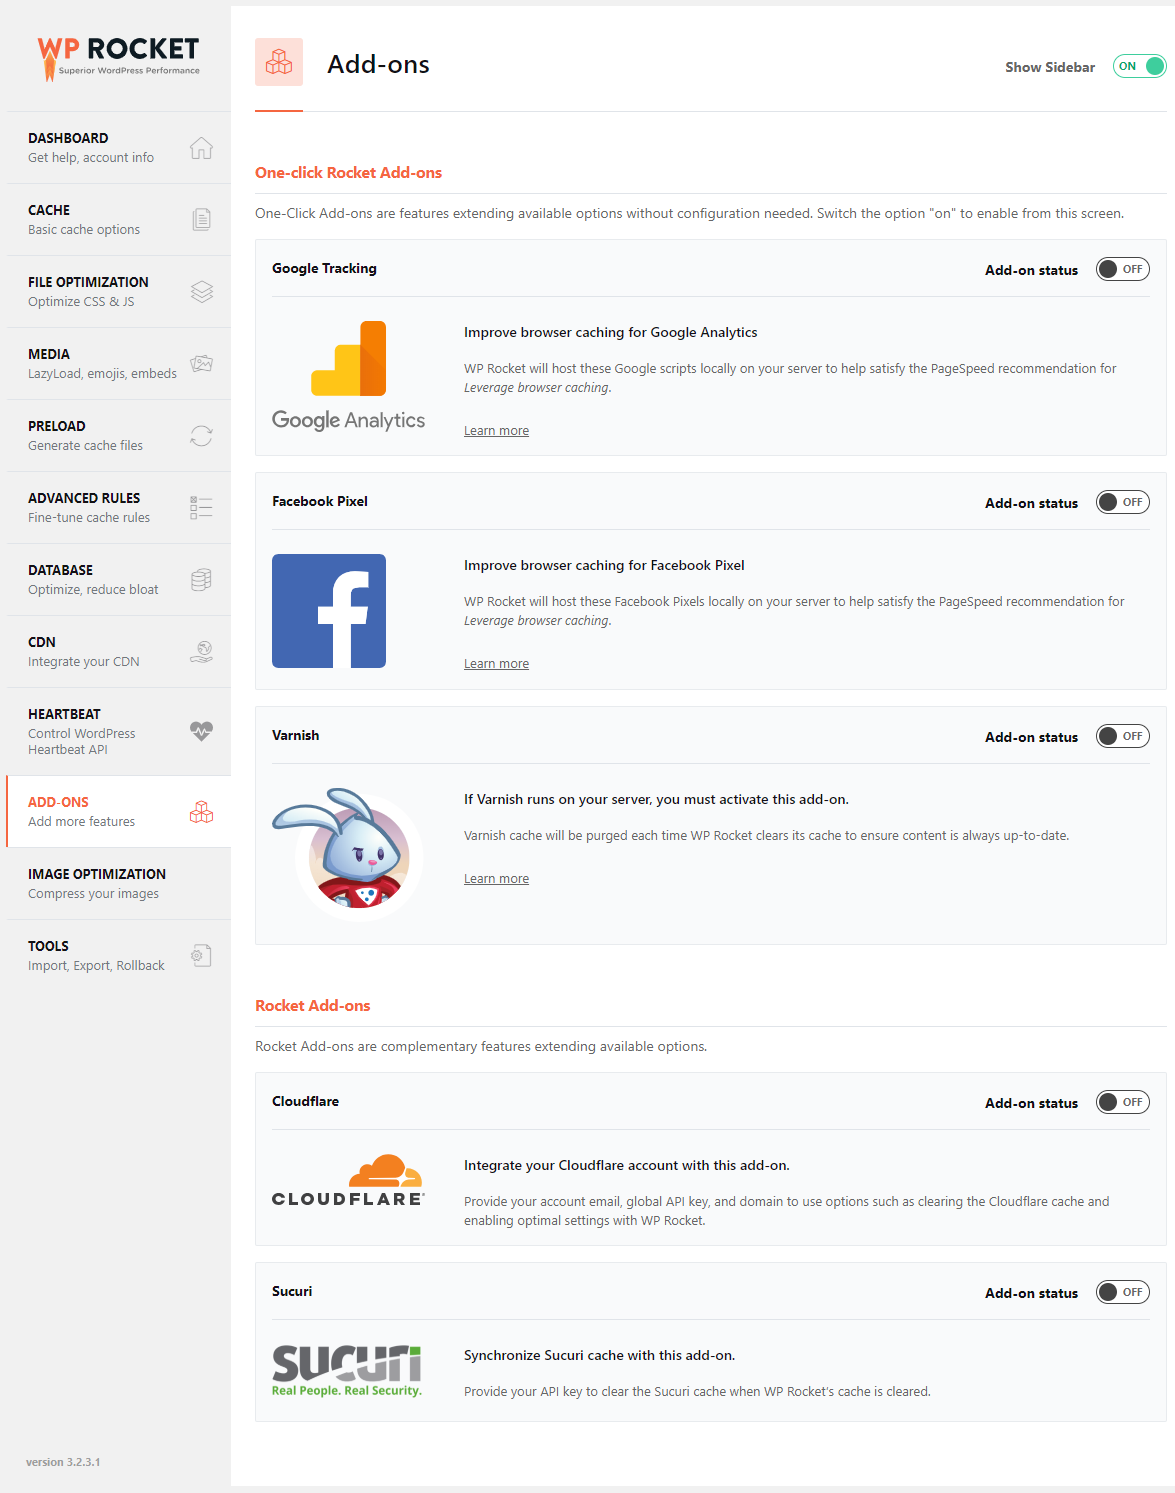 WP ROCKET
Superior WordPress Performance
DASHBOARD
Get help, account info
CACHE
Basic cache options
FILE OPTIMIZATION
Optimize CSS & JS
MEDIA
LazyLoad, emojis, embeds
PRELOAD
Generate cache files
ADVANCED RULES
Fine-tune cache rules
DATABASE
Optimize, reduce bloat
CDN
Integrate your CDN
HEARTBEAT
Control WordPress
Heartbeat API
ADD-ONS
Add more features
IMAGE OPTIMIZATION
Compress your images
TOOLS
Import, Export, Rollback
version 3.2.3.1
Add-ons
Show Sidebar ON
One-click Rocket Add-ons
One-Click Add-ons are features extending available options without configuration needed. Switch the option "on" to enable from this screen.
Google Tracking
Add-on status OFF
Google Analytics
Improve browser caching for Google Analytics
WP Rocket will host these Google scripts locally on your server to help satisfy the PageSpeed recommendation for
Leverage browser caching.
Learn more
Facebook Pixel
Add-on status OFF
f
Improve browser caching for Facebook Pixel
WP Rocket will host these Facebook Pixels locally on your server to help satisfy the PageSpeed recommendation for
Leverage browser caching.
Learn more
Varnish
Add-on status OFF
If Varnish runs on your server, you must activate this add-on.
Varnish cache will be purged each time WP Rocket clears its cache to ensure content is always up-to-date.
Learn more
Rocket Add-ons
Rocket Add-ons are complementary features extending available options.
Cloudflare
Add-on status OFF
CLOUDFLARE
Integrate your Cloudflare account with this add-on.
Provide your account email, global API key, and domain to use options such as clearing the Cloudflare cache and
enabling optimal settings with WP Rocket.
Sucuri
Add-on status OFF
sucuri
Real People. Real Security.
Synchronize Sucuri cache with this add-on.
Provide your API key to clear the Sucuri cache when WP Rocket's cache is cleared.